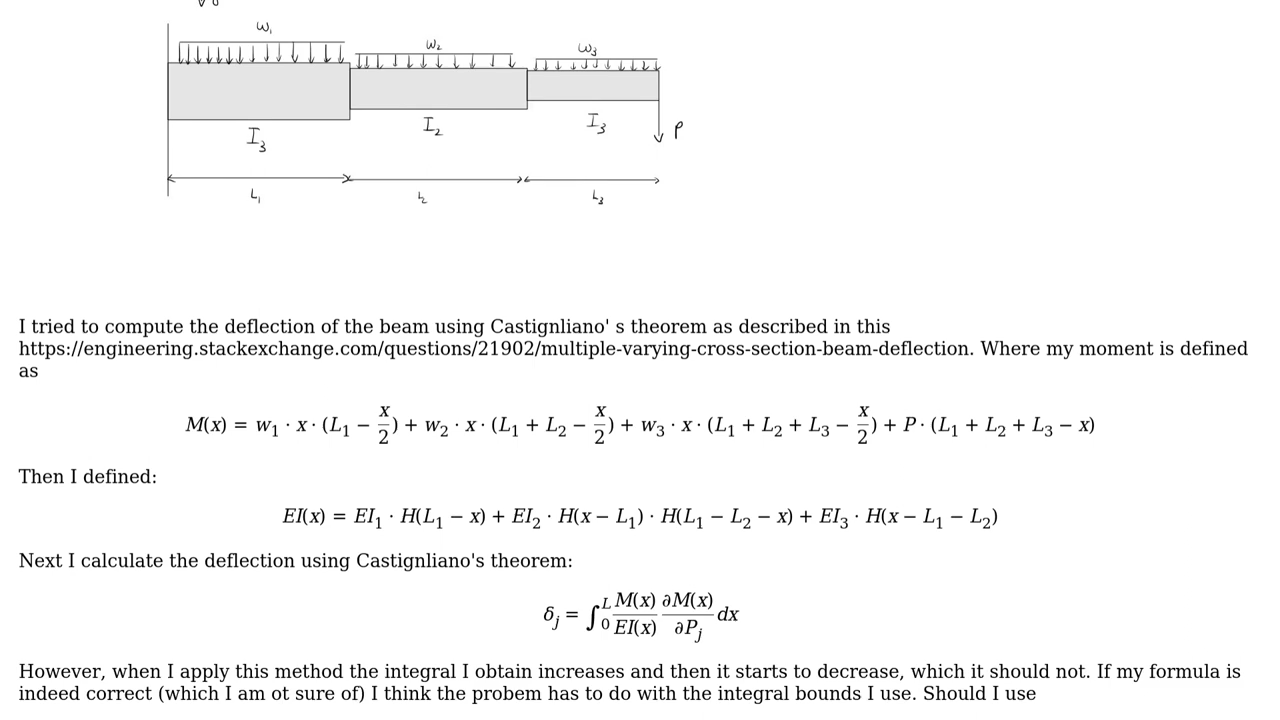 w₁
w₂
w₃
I₃
I₂
I₃
P
L₁
L₂
L₃
I tried to compute the deflection of the beam using Castignliano' s theorem as described in this
https://engineering.stackexchange.com/questions/21902/multiple-varying-cross-section-beam-deflection. Where my moment is defined
as
M(x) = w₁ · x · (L₁ − x/2) + w₂ · x · (L₁ + L₂ − x/2) + w₃ · x · (L₁ + L₂ + L₃ − x/2) + P · (L₁ + L₂ + L₃ − x)
Then I defined:
EI(x) = EI₁ · H(L₁ − x) + EI₂ · H(x − L₁) · H(L₁ − L₂ − x) + EI₃ · H(x − L₁ − L₂)
Next I calculate the deflection using Castignliano's theorem:
δⱼ = ∫₀ᴸ M(x)/EI(x) ∂M(x)/∂Pⱼ dx
However, when I apply this method the integral I obtain increases and then it starts to decrease, which it should not. If my formula is
indeed correct (which I am ot sure of) I think the probem has to do with the integral bounds I use. Should I use